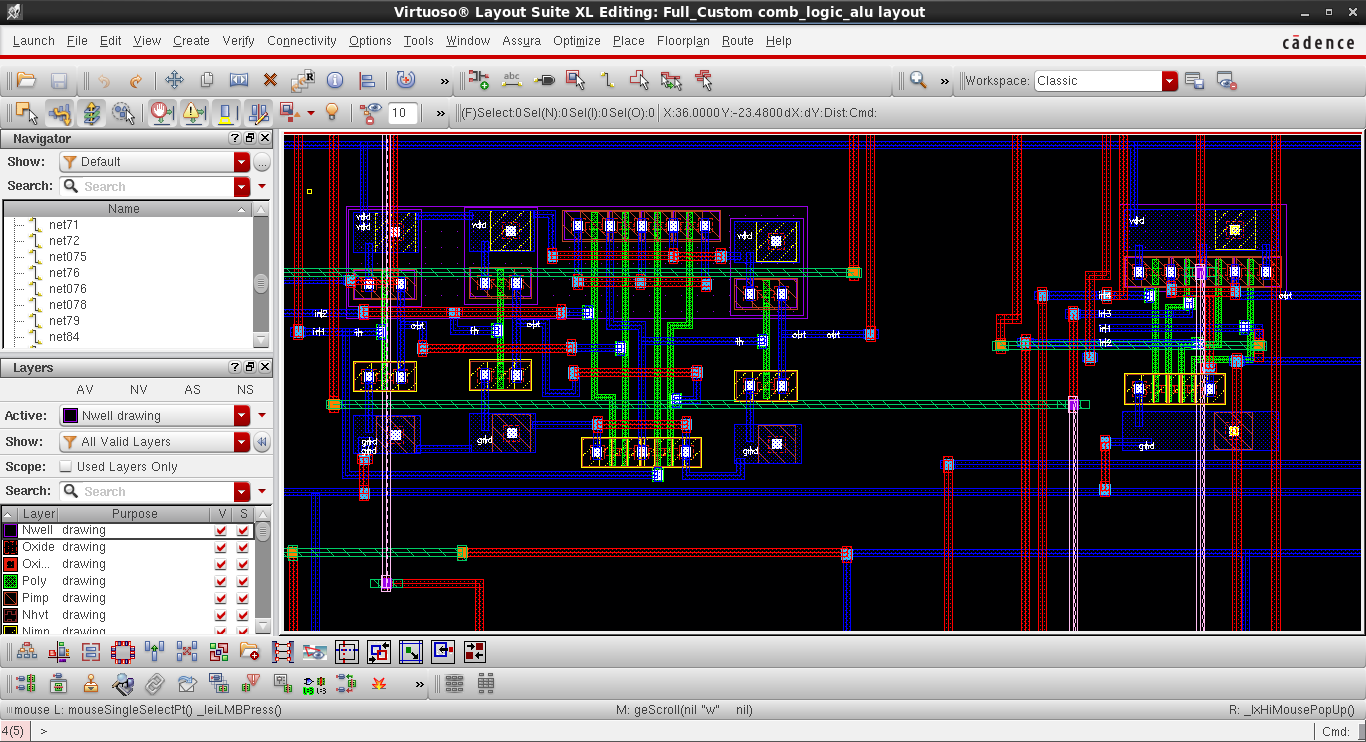 Virtuoso® Layout Suite XL Editing: Full_Custom comb_logic_alu layout
Launch File Edit View Create Verify Connectivity Options Tools Window Assura Optimize Place Floorplan Route Help
cādence
abc
R
»
»
»
Workspace: Classic
10
»
(F)Select:0 Sel(N):0 Sel(I):0 Sel(O):0 X:36.0000 Y:-23.4800 dX: dY: Dist: Cmd:
Navigator
Show: Default
Search: Search
Name
net71
net72
net075
net76
net076
net078
net79
net84
Layers
AV NV AS NS
Active: Nwell drawing
Show: All Valid Layers
Scope: Used Layers Only
Search: Search
Layer Purpose V S
Nwell drawing
Oxide drawing
Oxi... drawing
Poly drawing
Pimp drawing
Nhvt drawing
Nimp drawing
vdd
vdd
vdd
vdd
vdd
in2
in
out
in
out
in
out
out
in3
in1
in2
out
gnd
gnd
gnd
gnd
gnd
»
mouse L: mouseSingleSelectPt() _leiLMBPress()
M: geScroll(nil "w" nil)
R: _lxHiMousePopUp()
4(5) >
Cmd: